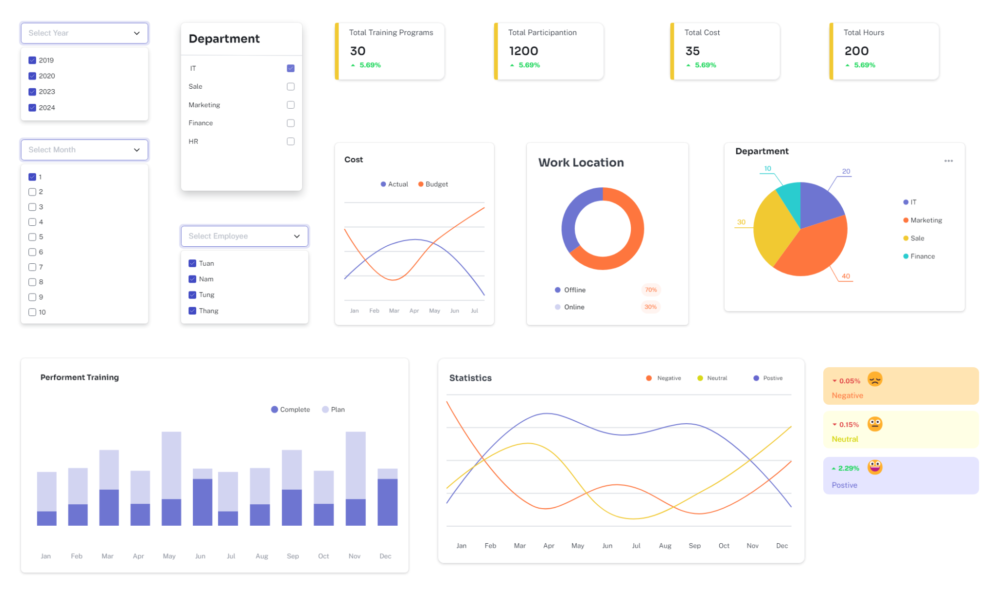 Select Year
2019
2020
2023
2024
Select Month
1
2
3
4
5
6
7
8
9
10
Department
IT
Sale
Marketing
Finance
HR
Select Employee
Tuan
Nam
Tung
Thang
Total Training Programs
30
5.69%
Total Participantion
1200
5.69%
Total Cost
35
5.69%
Total Hours
200
5.69%
Cost
Actual Budget
Jan Feb Mar Apr May Jun Jul
Work Location
Offline 70%
Online 30%
Department
10
20
30
40
IT
Marketing
Sale
Finance
Performent Training
Complete Plan
Jan Feb Mar Apr May Jun Jul Aug Sep Oct Nov Dec
Statistics
Negative Neutral Postive
Jan Feb Mar Apr May Jun Jul Aug Sep Oct Nov Dec
0.05%
Negative
0.15%
Neutral
2.29%
Postive